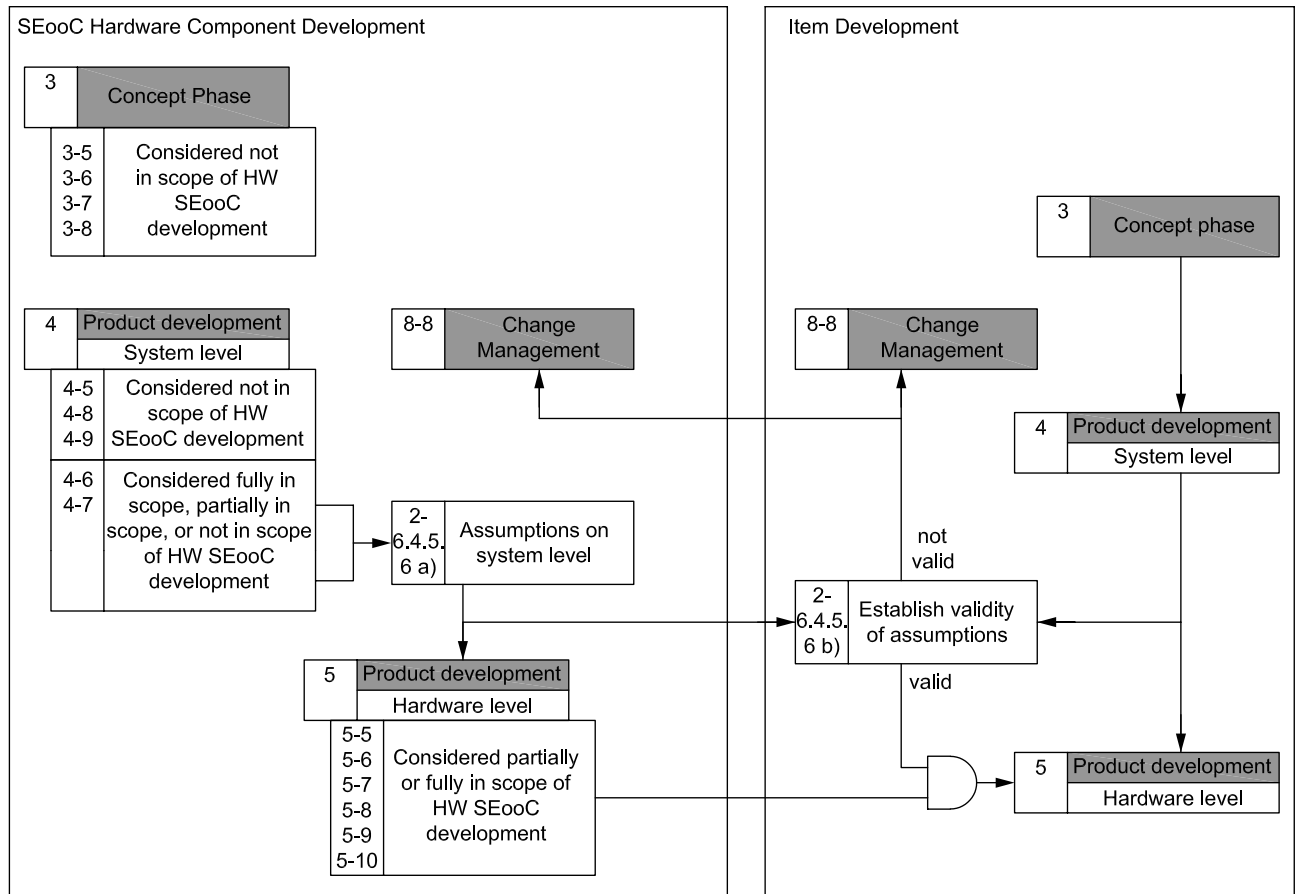 SEooC Hardware Component Development
3
Concept Phase
3-5
3-6
3-7
3-8
Considered not
in scope of HW
SEooC
development
4
Product development
System level
4-5
4-8
4-9
Considered not in
scope of HW
SEooC development
4-6
4-7
Considered fully in
scope, partially in
scope, or not in scope
of HW SEooC
development
8-8
Change
Management
2-
6.4.5.
6 a)
Assumptions on
system level
5
Product development
Hardware level
5-5
5-6
5-7
5-8
5-9
5-10
Considered partially
or fully in scope of
HW SEooC
development
Item Development
3
Concept phase
8-8
Change
Management
4
Product development
System level
not
valid
2-
6.4.5.
6 b)
Establish validity
of assumptions
valid
5
Product development
Hardware level